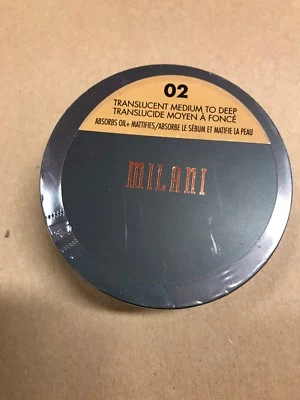 02
TRANSLUCENT MEDIUM TO DEEP
TRANSLUCIDE MOYEN À FONCÉ
ABSORBS OIL+ MATTIFIES/ABSORBE LE SÉBUM ET MATIFIE LA PEAU
MILANI